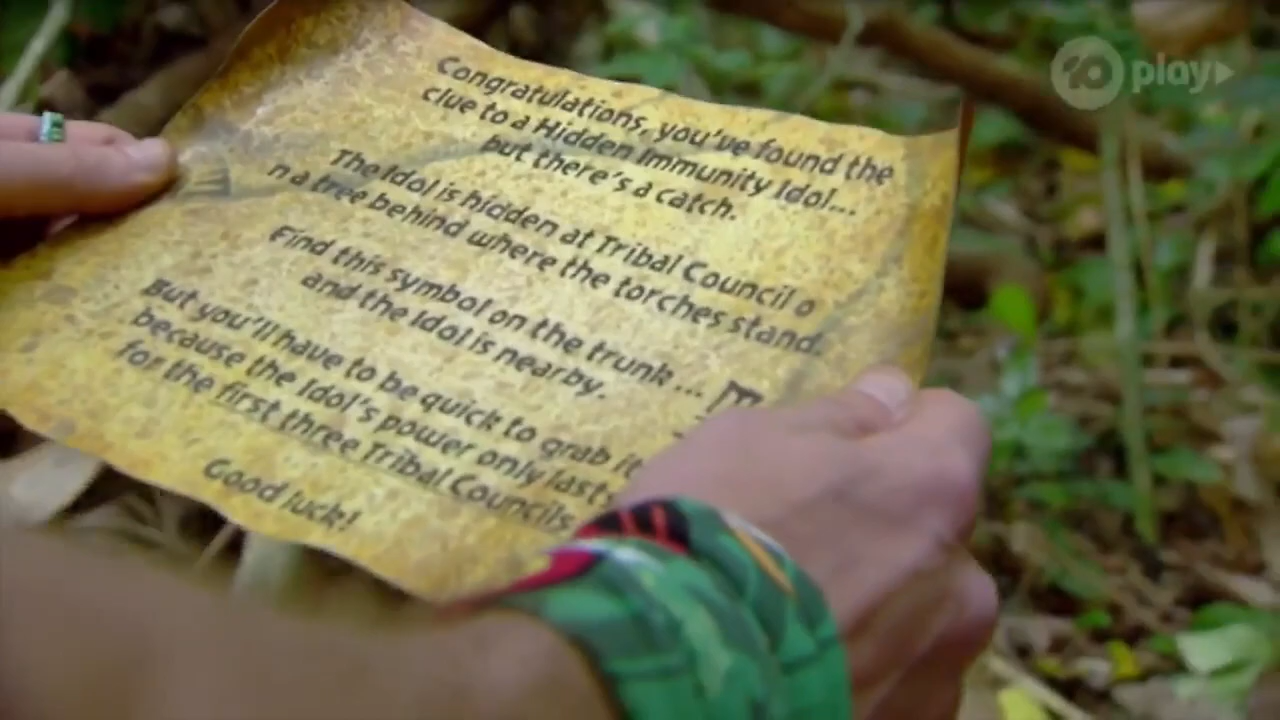 10 play
Congratulations, you've found the
clue to a Hidden Immunity Idol...
but there's a catch.
The Idol is hidden at Tribal Council o
n a tree behind where the torches stand.
Find this symbol on the trunk ...
and the Idol is nearby.
But you'll have to be quick to grab it
because the Idol's power only lasts
for the first three Tribal Councils
Good luck!